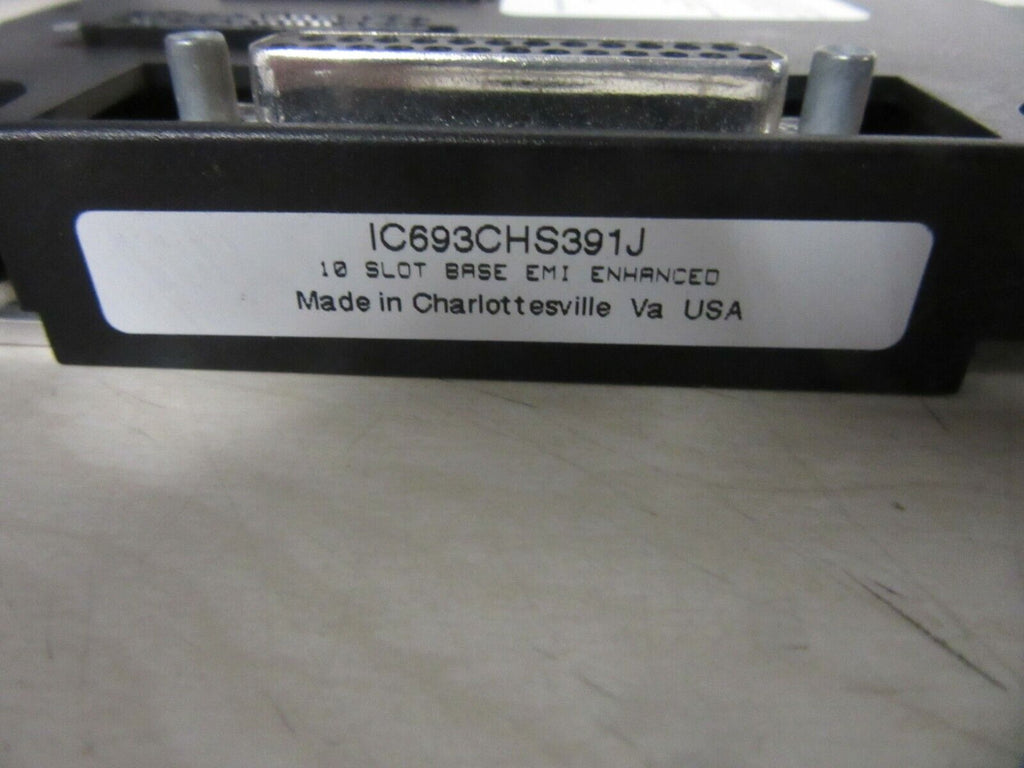 IC693CHS391J
10 SLOT BASE EMI ENHANCED
Made in Charlottesville Va USA